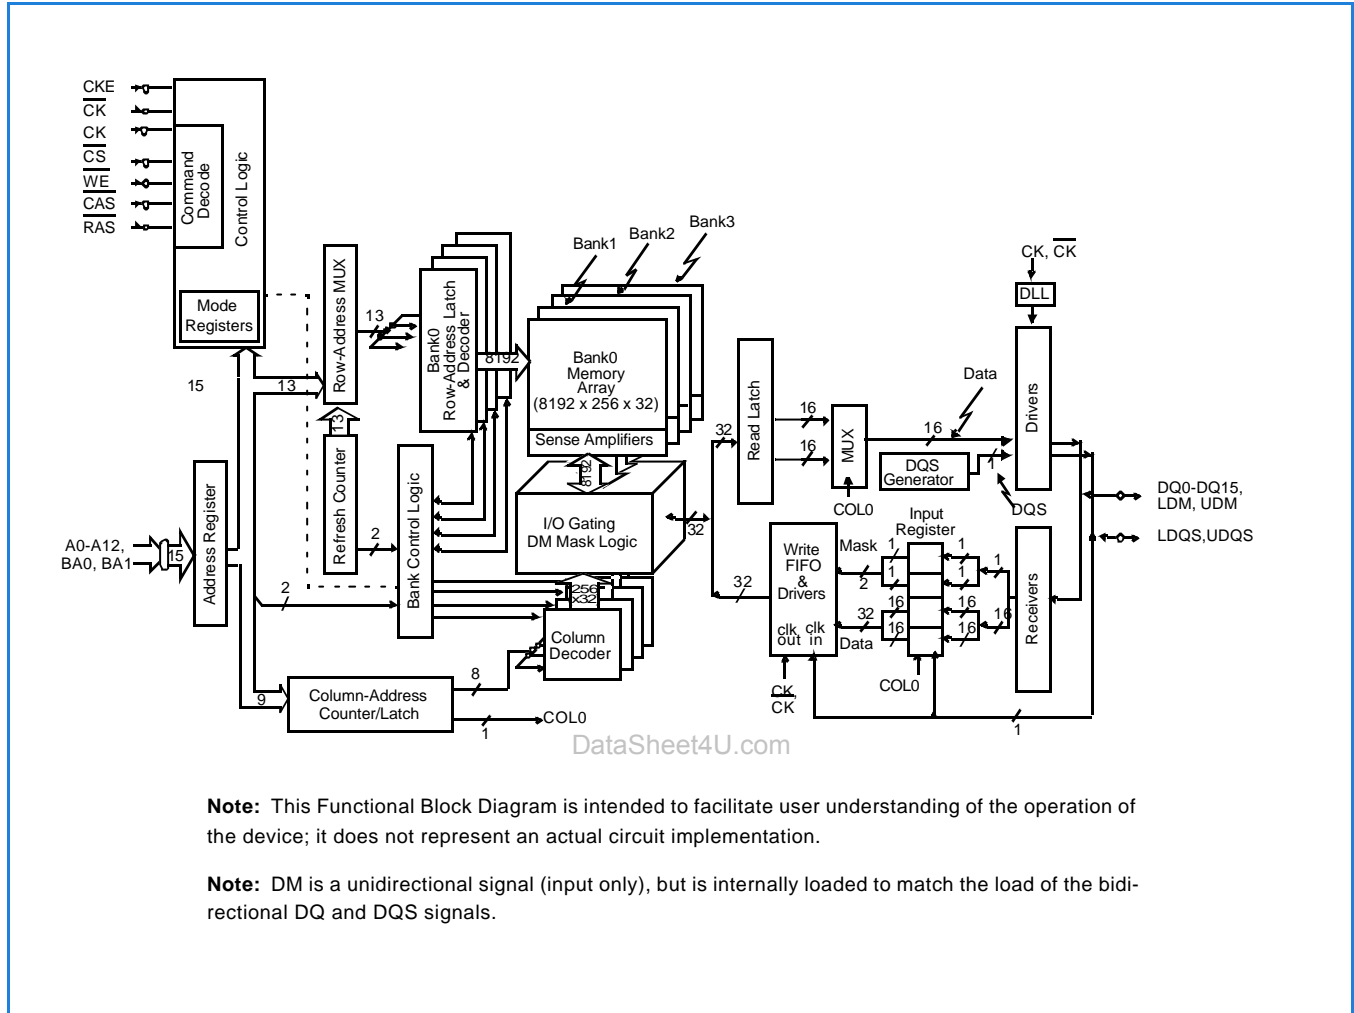 CKE
CK
CK
CS
WE
CAS
RAS
Command
Decode
Control Logic
Mode
Registers
15
13
Row-Address MUX
13
Refresh Counter
13
Bank0
Row-Address Latch
& Decoder
8192
Bank1
Bank2
Bank3
Bank0
Memory
Array
(8192 x 256 x 32)
Sense Amplifiers
8192
I/O Gating
DM Mask Logic
32
256
x32
Column
Decoder
Bank Control Logic
2
2
A0-A12,
BA0, BA1
15
Address Register
9
Column-Address
Counter/Latch
8
1
COL0
32
32
Read Latch
16
16
MUX
COL0
16
Data
DQS
Generator
1
DQS
CK, CK
DLL
Drivers
DQ0-DQ15,
LDM, UDM
LDQS,UDQS
Input
Register
Write
FIFO
&
Drivers
clk
out
clk
in
Mask
2
32
Data
1
1
16
16
1
1
16
16
1
16
Receivers
COL0
CK,
CK
1
DataSheet4U.com
Note: This Functional Block Diagram is intended to facilitate user understanding of the operation of
the device; it does not represent an actual circuit implementation.
Note: DM is a unidirectional signal (input only), but is internally loaded to match the load of the bidi-
rectional DQ and DQS signals.